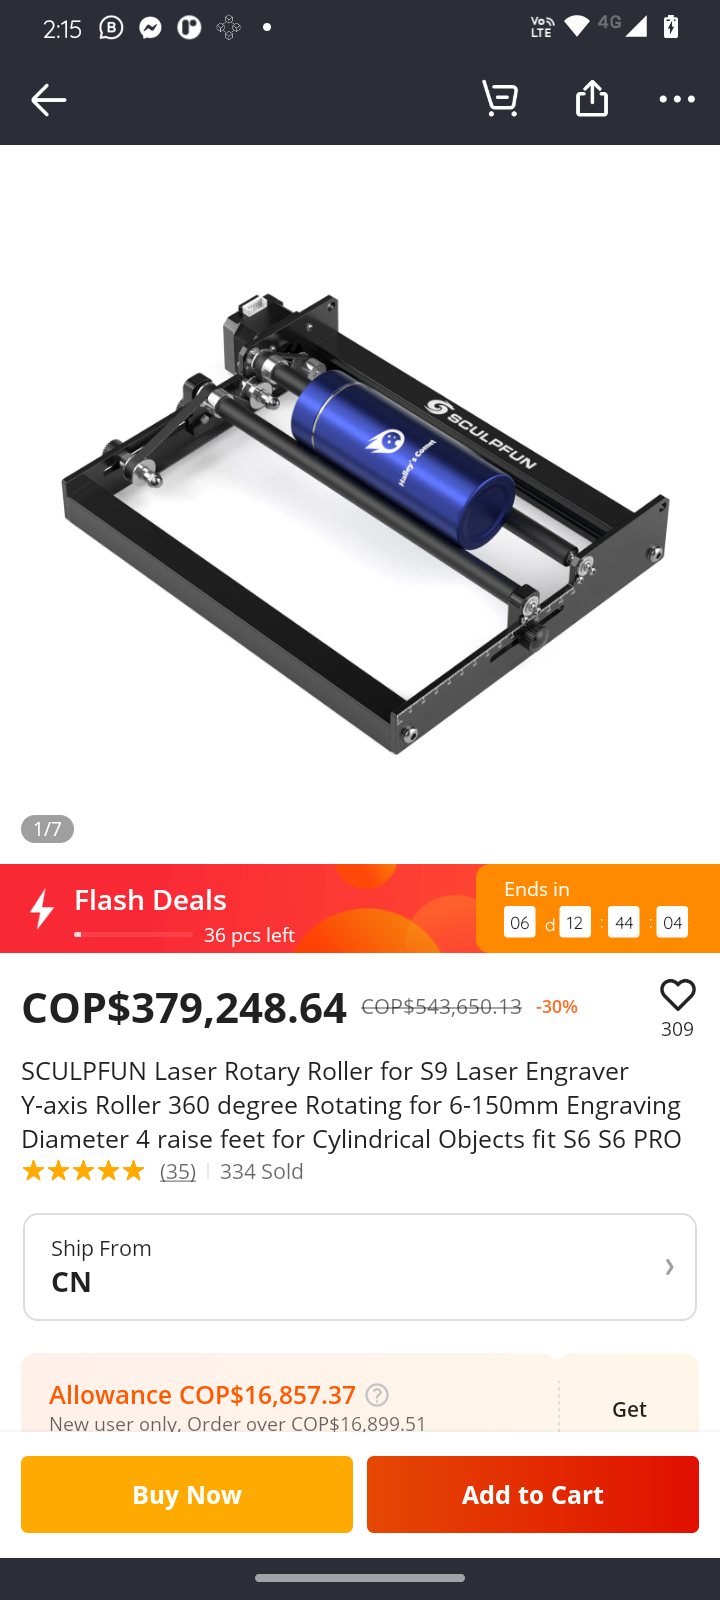 2:15
B
Vo
LTE
4G
SCULPFUN
Halley's Comet
1/7
Flash Deals
36 pcs left
Ends in
06 d 12 : 44 : 04
COP$379,248.64 COP$543,650.13 -30%
309
SCULPFUN Laser Rotary Roller for S9 Laser Engraver
Y-axis Roller 360 degree Rotating for 6-150mm Engraving
Diameter 4 raise feet for Cylindrical Objects fit S6 S6 PRO
(35) 334 Sold
Ship From
CN
Allowance COP$16,857.37 ?
New user only, Order over COP$16,899.51
Get
Buy Now
Add to Cart